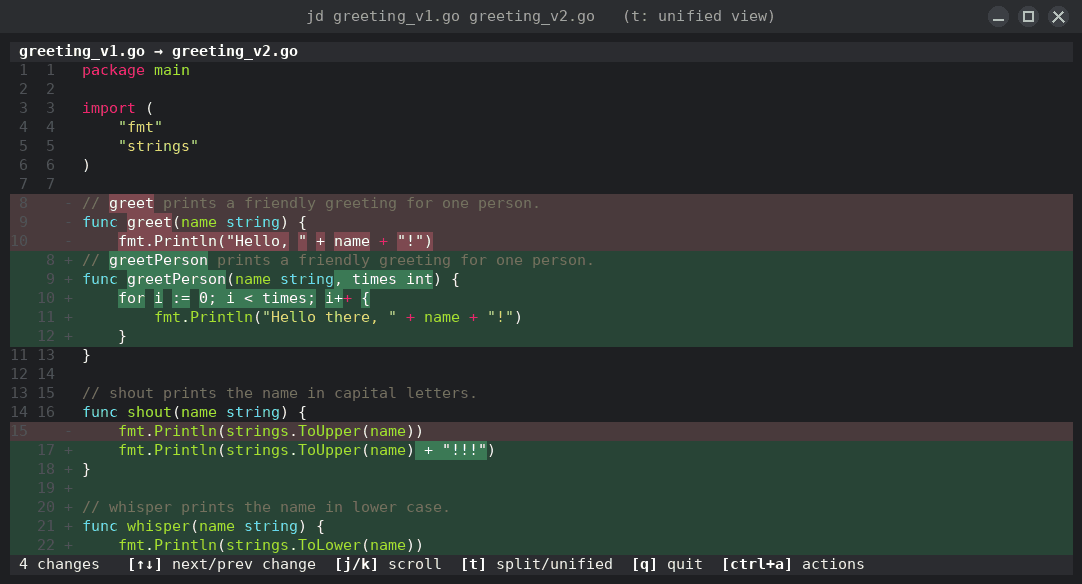 jd greeting_v1.go greeting_v2.go   (t: unified view)
greeting_v1.go → greeting_v2.go
 1  1   package main
 2  2
 3  3   import (
 4  4       "fmt"
 5  5       "strings"
 6  6   )
 7  7
 8    - // greet prints a friendly greeting for one person.
 9    - func greet(name string) {
10    -     fmt.Println("Hello, " + name + "!")
    8 + // greetPerson prints a friendly greeting for one person.
    9 + func greetPerson(name string, times int) {
   10 +     for i := 0; i < times; i++ {
   11 +         fmt.Println("Hello there, " + name + "!")
   12 +     }
11 13   }
12 14
13 15   // shout prints the name in capital letters.
14 16   func shout(name string) {
15    -     fmt.Println(strings.ToUpper(name))
   17 +     fmt.Println(strings.ToUpper(name) + "!!!")
   18 + }
   19 +
   20 + // whisper prints the name in lower case.
   21 + func whisper(name string) {
   22 +     fmt.Println(strings.ToLower(name))
4 changes   [↑↓] next/prev change  [j/k] scroll  [t] split/unified  [q] quit  [ctrl+a] actions